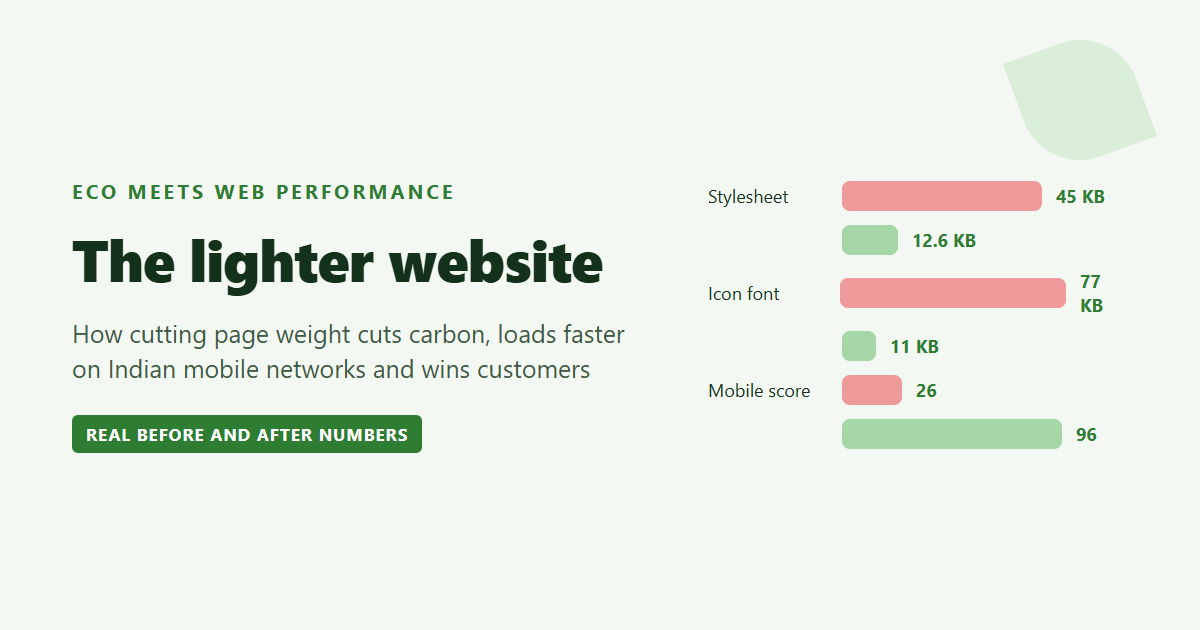 ECO MEETS WEB PERFORMANCE
The lighter website
How cutting page weight cuts carbon, loads faster
on Indian mobile networks and wins customers
REAL BEFORE AND AFTER NUMBERS
Stylesheet
45 KB
12.6 KB
Icon font
77
KB
11 KB
Mobile score
26
96